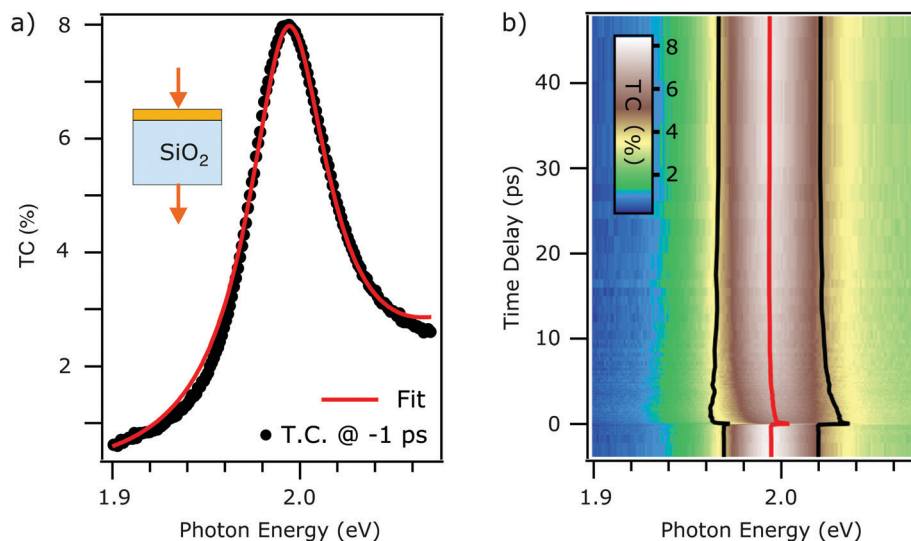 a)
8
6
4
2
TC (%)
SiO2
Fit
T.C. @ -1 ps
1.9
2.0
Photon Energy (eV)
b)
40
30
20
10
0
Time Delay (ps)
8
6
4
2
TC (%)
1.9
2.0
Photon Energy (eV)